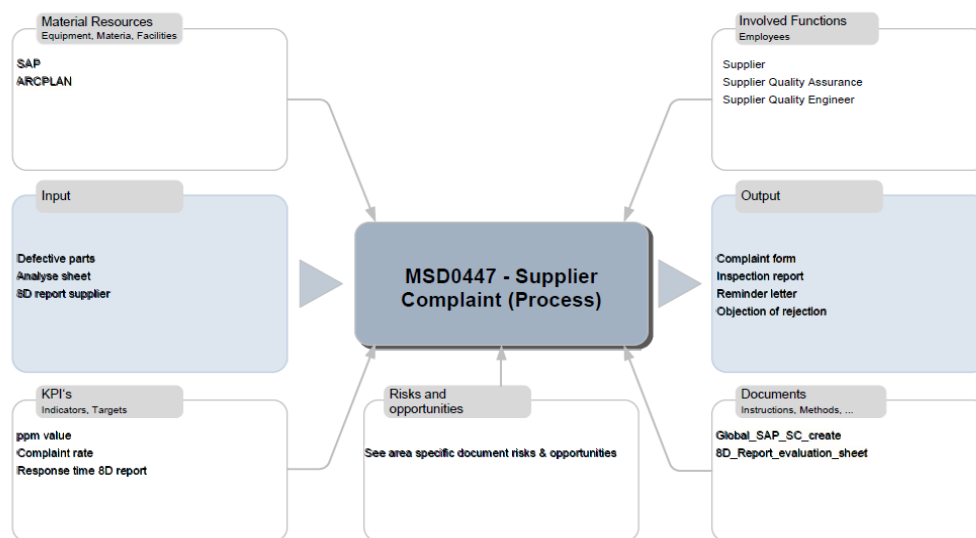 Material Resources
Equipment, Materia, Facilities
SAP
ARCPLAN
Involved Functions
Employees
Supplier
Supplier Quality Assurance
Supplier Quality Engineer
Input
Defective parts
Analyse sheet
8D report supplier
MSD0447 - Supplier
Complaint (Process)
Output
Complaint form
Inspection report
Reminder letter
Objection of rejection
KPI's
Indicators, Targets
ppm value
Complaint rate
Response time 8D report
Risks and
opportunities
See area specific document risks & opportunities
Documents
Instructions, Methods, ...
Global_SAP_SC_create
8D_Report_evaluation_sheet